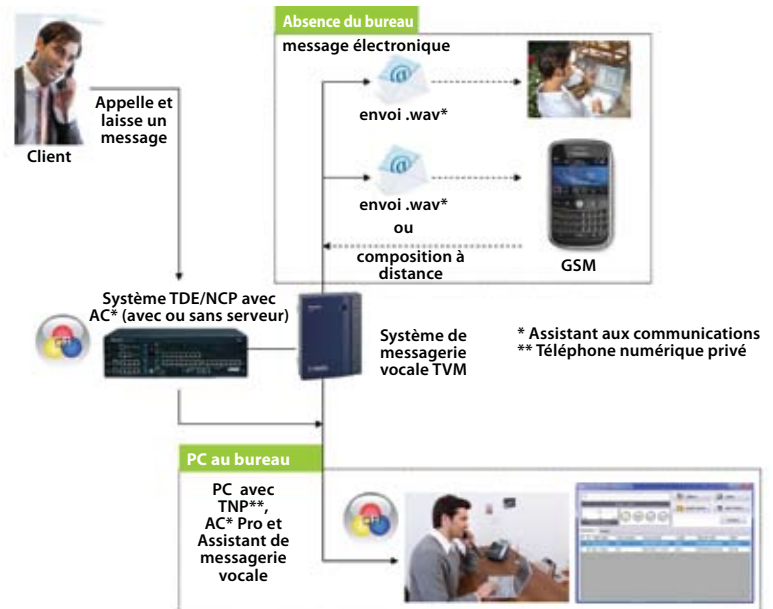 Absence du bureau
message électronique
envoi .wav*
Appelle et
laisse un
message
Client
envoi .wav*
ou
composition à
distance
GSM
Système TDE/NCP avec
AC* (avec ou sans serveur)
Système de
messagerie
vocale TVM
* Assistant aux communications
** Téléphone numérique privé
PC au bureau
PC avec
TNP**,
AC* Pro et
Assistant de
messagerie
vocale